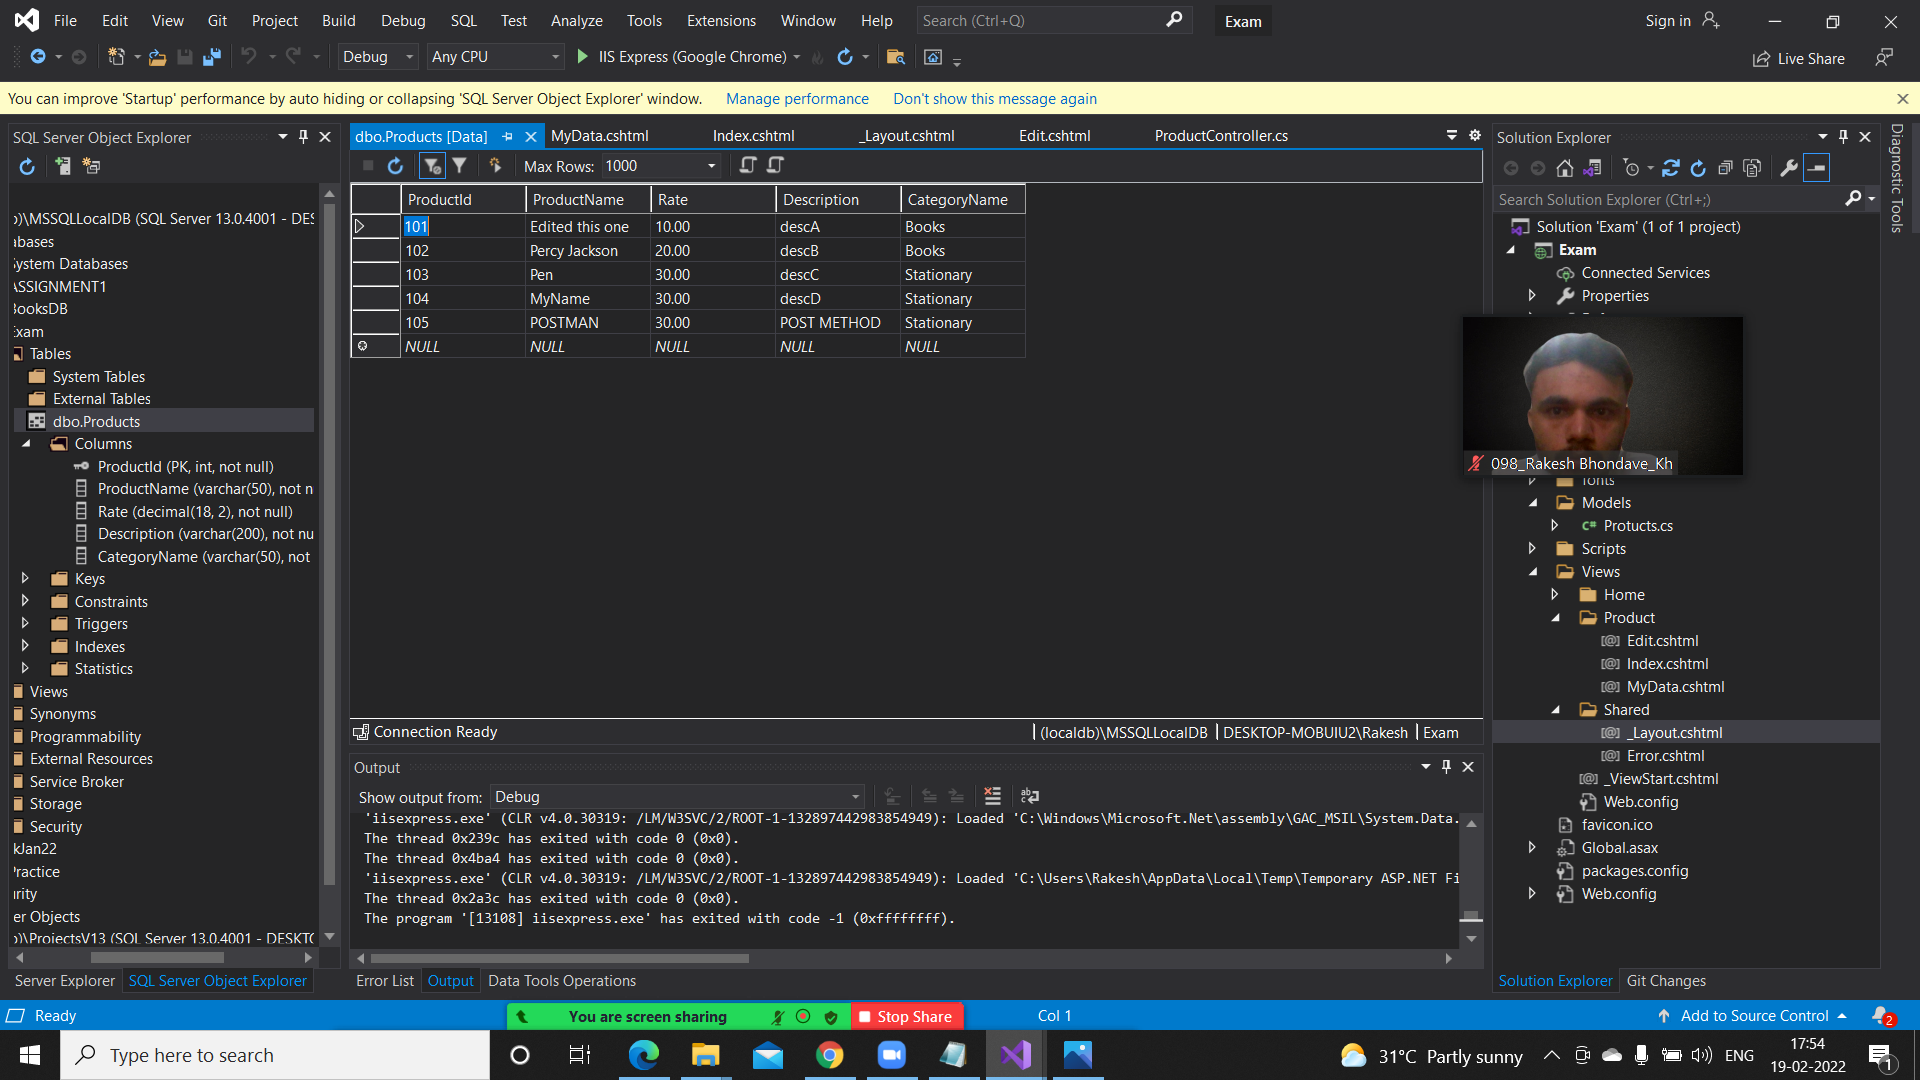 File Edit View Git Project Build Debug SQL Test Analyze Tools Extensions Window Help Search (Ctrl+Q) Exam Sign in
Debug Any CPU IIS Express (Google Chrome) Live Share
You can improve 'Startup' performance by auto hiding or collapsing 'SQL Server Object Explorer' window. Manage performance Don't show this message again
SQL Server Object Explorer
)\MSSQLLocalDB (SQL Server 13.0.4001 - DES
abases
System Databases
ASSIGNMENT1
BooksDB
Exam
Tables
System Tables
External Tables
dbo.Products
Columns
ProductId (PK, int, not null)
ProductName (varchar(50), not n
Rate (decimal(18, 2), not null)
Description (varchar(200), not nu
CategoryName (varchar(50), not
Keys
Constraints
Triggers
Indexes
Statistics
Views
Synonyms
Programmability
External Resources
Service Broker
Storage
Security
kJan22
Practice
rity
er Objects
)\ProjectsV13 (SQL Server 13.0.4001 - DESKTO
Server Explorer SQL Server Object Explorer
dbo.Products [Data] MyData.cshtml Index.cshtml _Layout.cshtml Edit.cshtml ProductController.cs
Max Rows: 1000
ProductId ProductName Rate Description CategoryName
101 Edited this one 10.00 descA Books
102 Percy Jackson 20.00 descB Books
103 Pen 30.00 descC Stationary
104 MyName 30.00 descD Stationary
105 POSTMAN 30.00 POST METHOD Stationary
NULL NULL NULL NULL NULL
Connection Ready (localdb)\MSSQLLocalDB DESKTOP-MOBUIU2\Rakesh Exam
Output
Show output from: Debug
'iisexpress.exe' (CLR v4.0.30319: /LM/W3SVC/2/ROOT-1-132897442983854949): Loaded 'C:\Windows\Microsoft.Net\assembly\GAC_MSIL\System.Data.
The thread 0x239c has exited with code 0 (0x0).
The thread 0x4ba4 has exited with code 0 (0x0).
'iisexpress.exe' (CLR v4.0.30319: /LM/W3SVC/2/ROOT-1-132897442983854949): Loaded 'C:\Users\Rakesh\AppData\Local\Temp\Temporary ASP.NET Fi
The thread 0x2a3c has exited with code 0 (0x0).
The program '[13108] iisexpress.exe' has exited with code -1 (0xffffffff).
Error List Output Data Tools Operations
Solution Explorer
Search Solution Explorer (Ctrl+;)
Solution 'Exam' (1 of 1 project)
Exam
Connected Services
Properties
098_Rakesh Bhondave_Kh
fonts
Models
Protucts.cs
Scripts
Views
Home
Product
Edit.cshtml
Index.cshtml
MyData.cshtml
Shared
_Layout.cshtml
Error.cshtml
_ViewStart.cshtml
Web.config
favicon.ico
Global.asax
packages.config
Web.config
Solution Explorer Git Changes
Diagnostic Tools
Ready You are screen sharing Stop Share Col 1 Add to Source Control 2
Type here to search 31°C Partly sunny ENG 17:54 19-02-2022 1